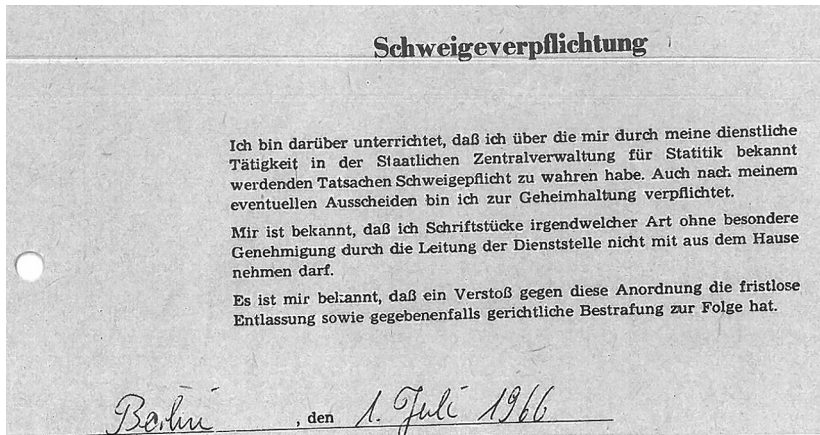 Schweigeverpflichtung
Ich bin darüber unterrichtet, daß ich über die mir durch meine dienstliche
Tätigkeit in der Staatlichen Zentralverwaltung für Statitik bekannt
werdenden Tatsachen Schweigepflicht zu wahren habe. Auch nach meinem
eventuellen Ausscheiden bin ich zur Geheimhaltung verpflichtet.
Mir ist bekannt, daß ich Schriftstücke irgendwelcher Art ohne besondere
Genehmigung durch die Leitung der Dienststelle nicht mit aus dem Hause
nehmen darf.
Es ist mir bekannt, daß ein Verstoß gegen diese Anordnung die fristlose
Entlassung sowie gegebenenfalls gerichtliche Bestrafung zur Folge hat.
Berlin, den 1. Juli 1966